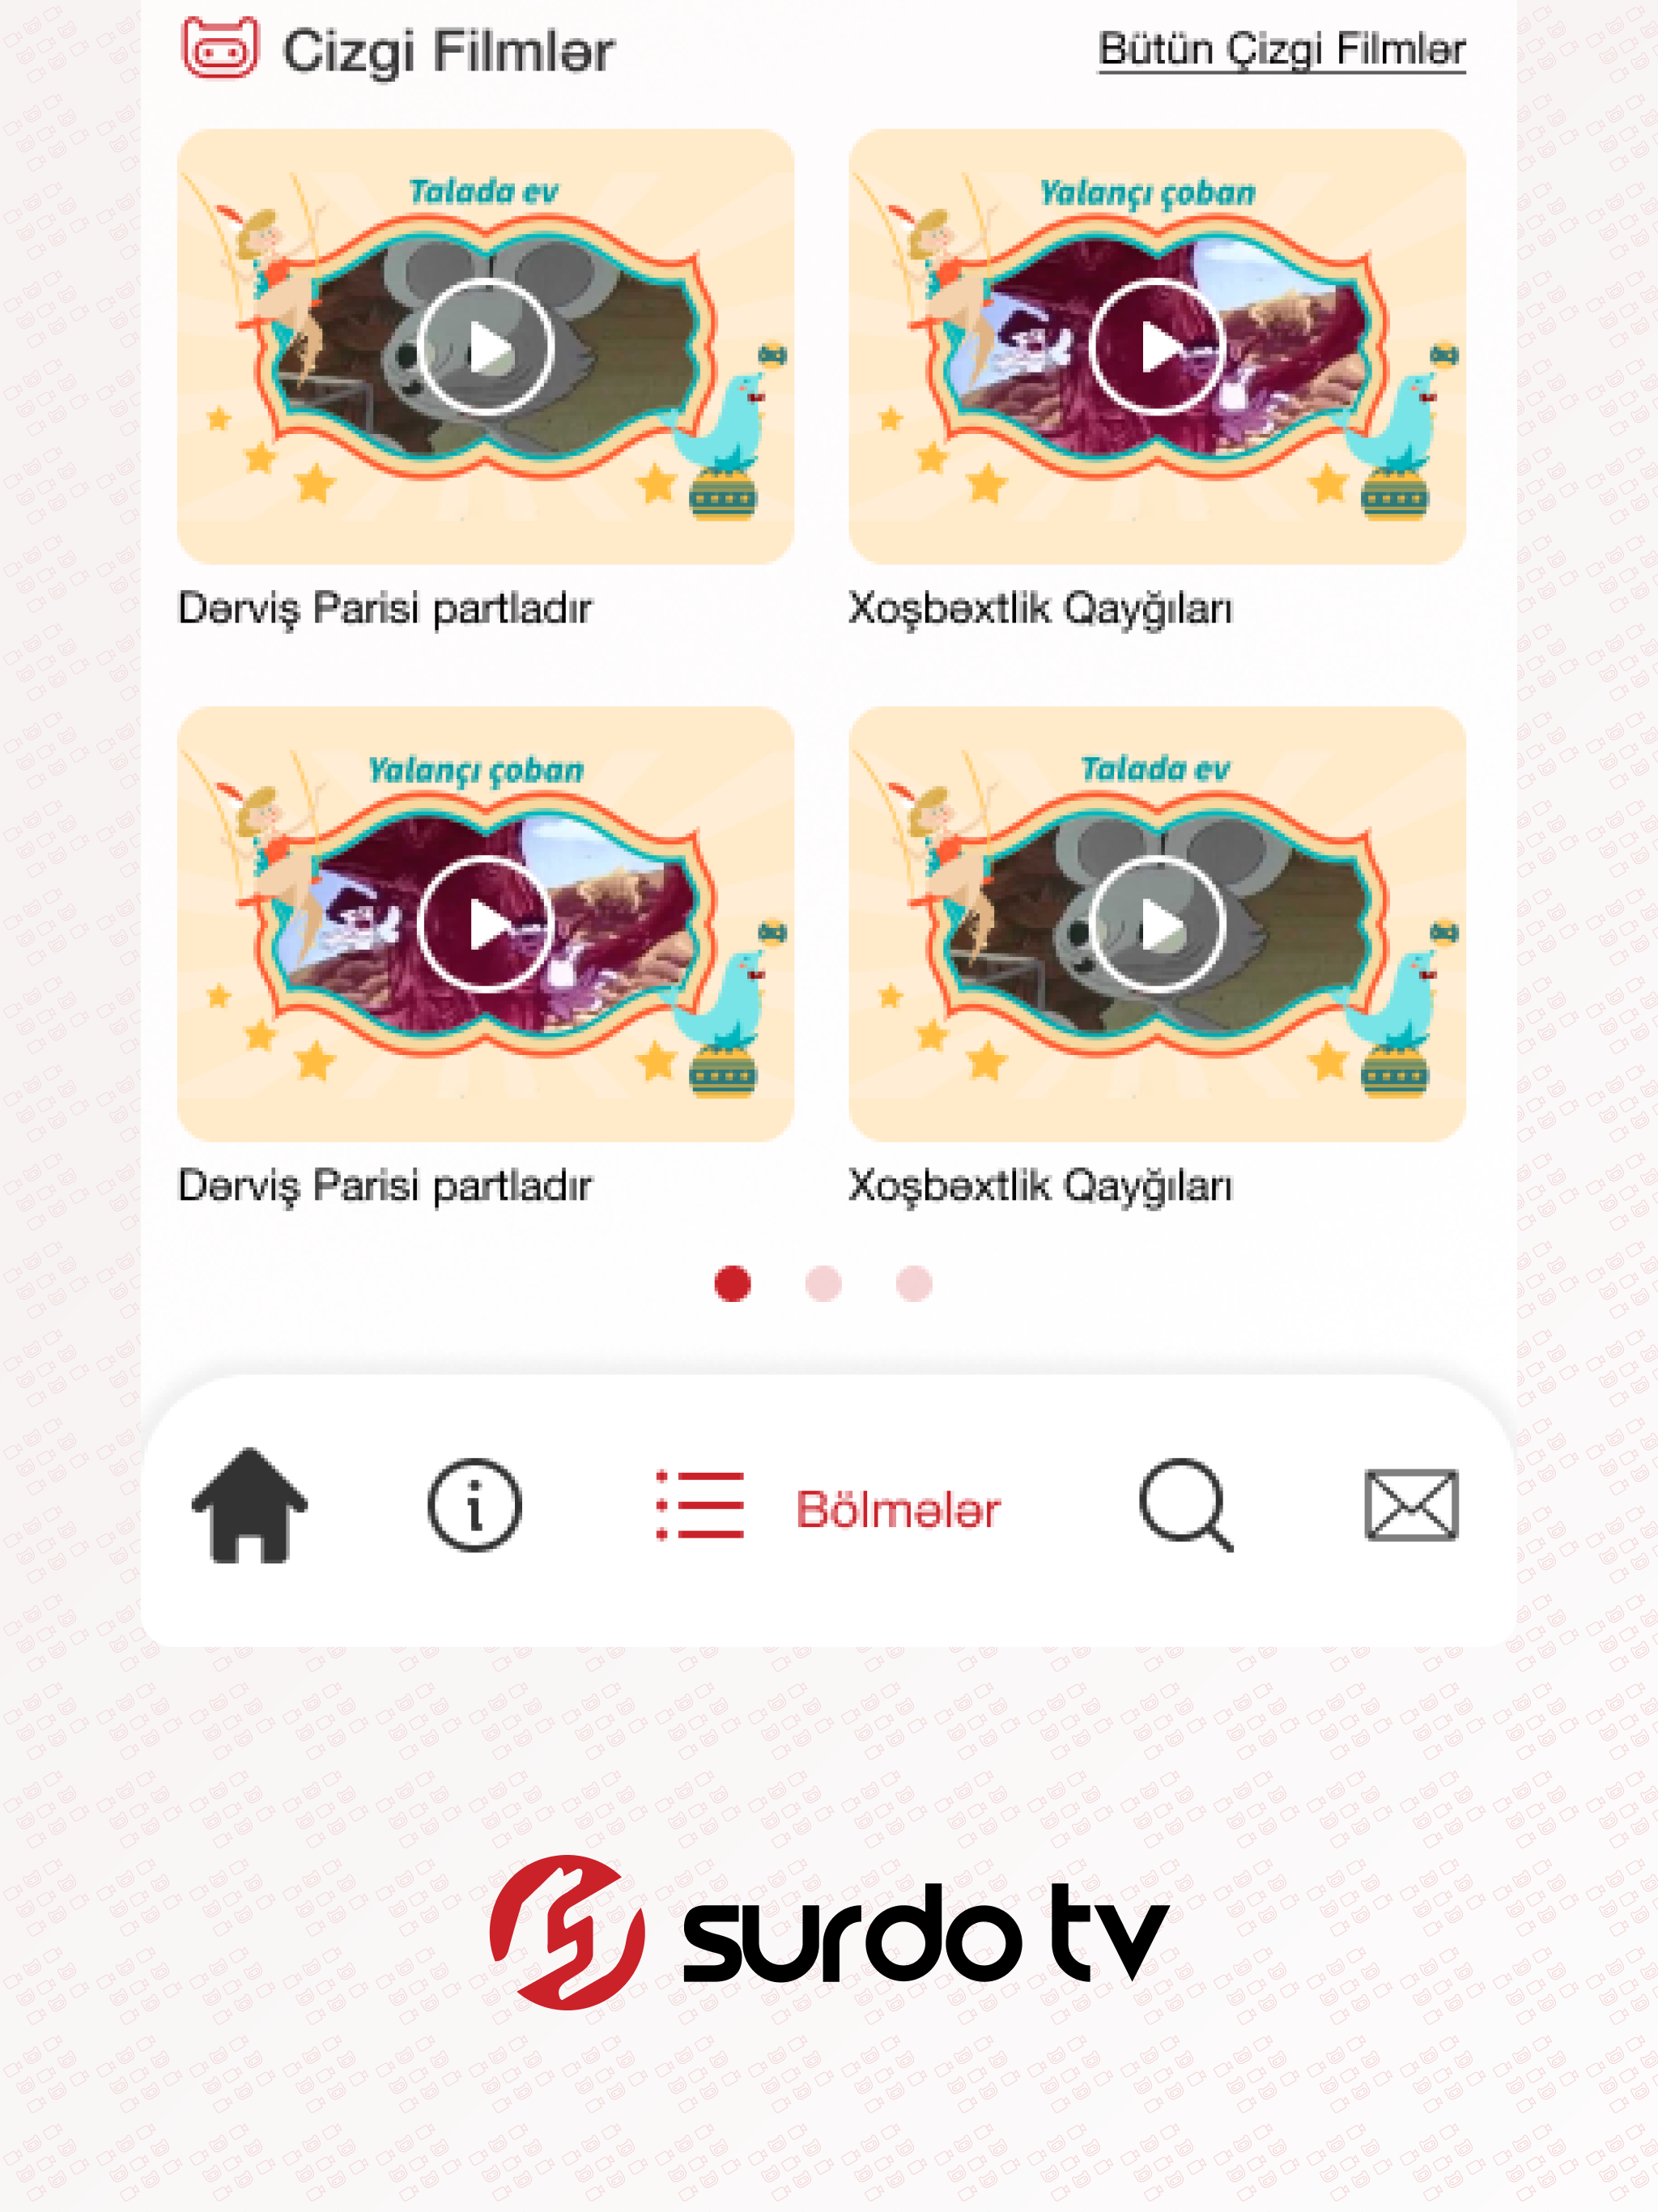 Cizgi Filmlər
Bütün Çizgi Filmlər
Talada ev
Yalançı çoban
Dərviş Parisi partladır
Xoşbəxtlik Qayğıları
Yalançı çoban
Talada ev
Dərviş Parisi partladır
Xoşbəxtlik Qayğıları
Bölmələr
surdo tv